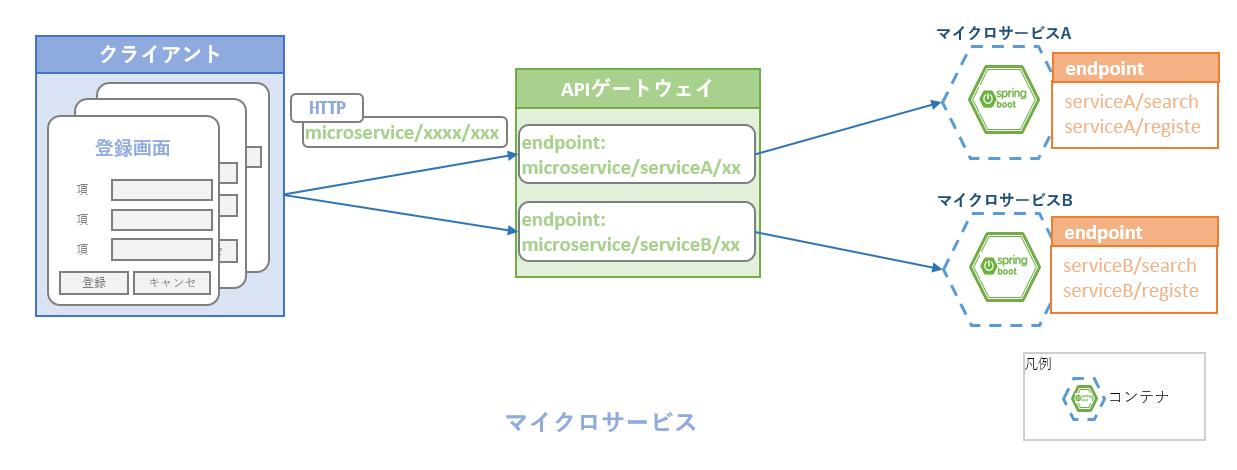 クライアント
登録画面
項
項
項
登録
キャンセ
HTTP
microservice/xxxx/xxx
APIゲートウェイ
endpoint:
microservice/serviceA/xx
endpoint:
microservice/serviceB/xx
マイクロサービスA
spring
boot
endpoint
serviceA/search
serviceA/registe
マイクロサービスB
spring
boot
endpoint
serviceB/search
serviceB/registe
凡例
コンテナ
マイクロサービス